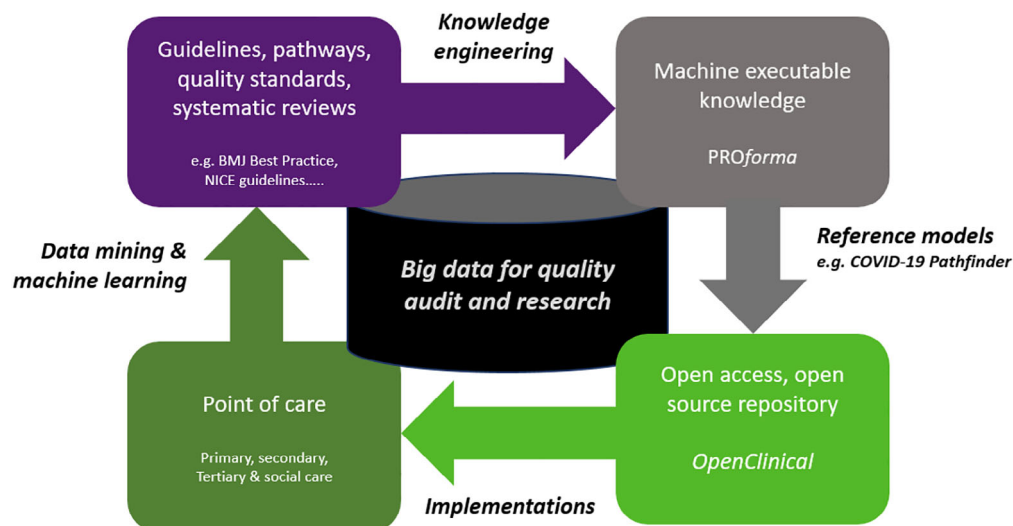 Knowledge
engineering
Guidelines, pathways,
quality standards,
systematic reviews
e.g. BMJ Best Practice,
NICE guidelines.....
Machine executable
knowledge
PROforma
Data mining &
machine learning
Big data for quality
audit and research
Reference models
e.g. COVID-19 Pathfinder
Point of care
Primary, secondary,
Tertiary & social care
Open access, open
source repository
OpenClinical
Implementations